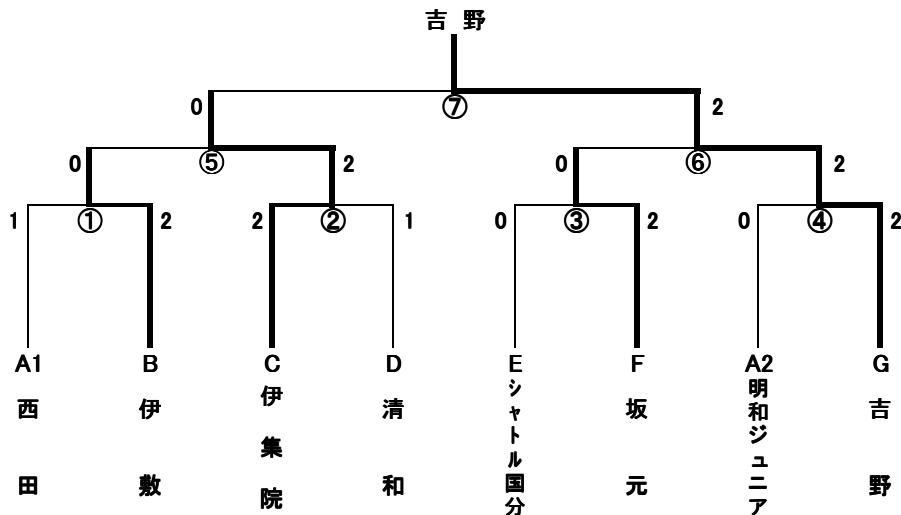 吉野
0 ⑦ 2
0 ⑤ 2 0 ⑥ 2
1 ① 2 2 ② 1 0 ③ 2 0 ④ 2
A1 B C D E F A2 G
西田
伊敷
伊集院
清和
シャトル国分
坂元
明和ジュニア
吉野